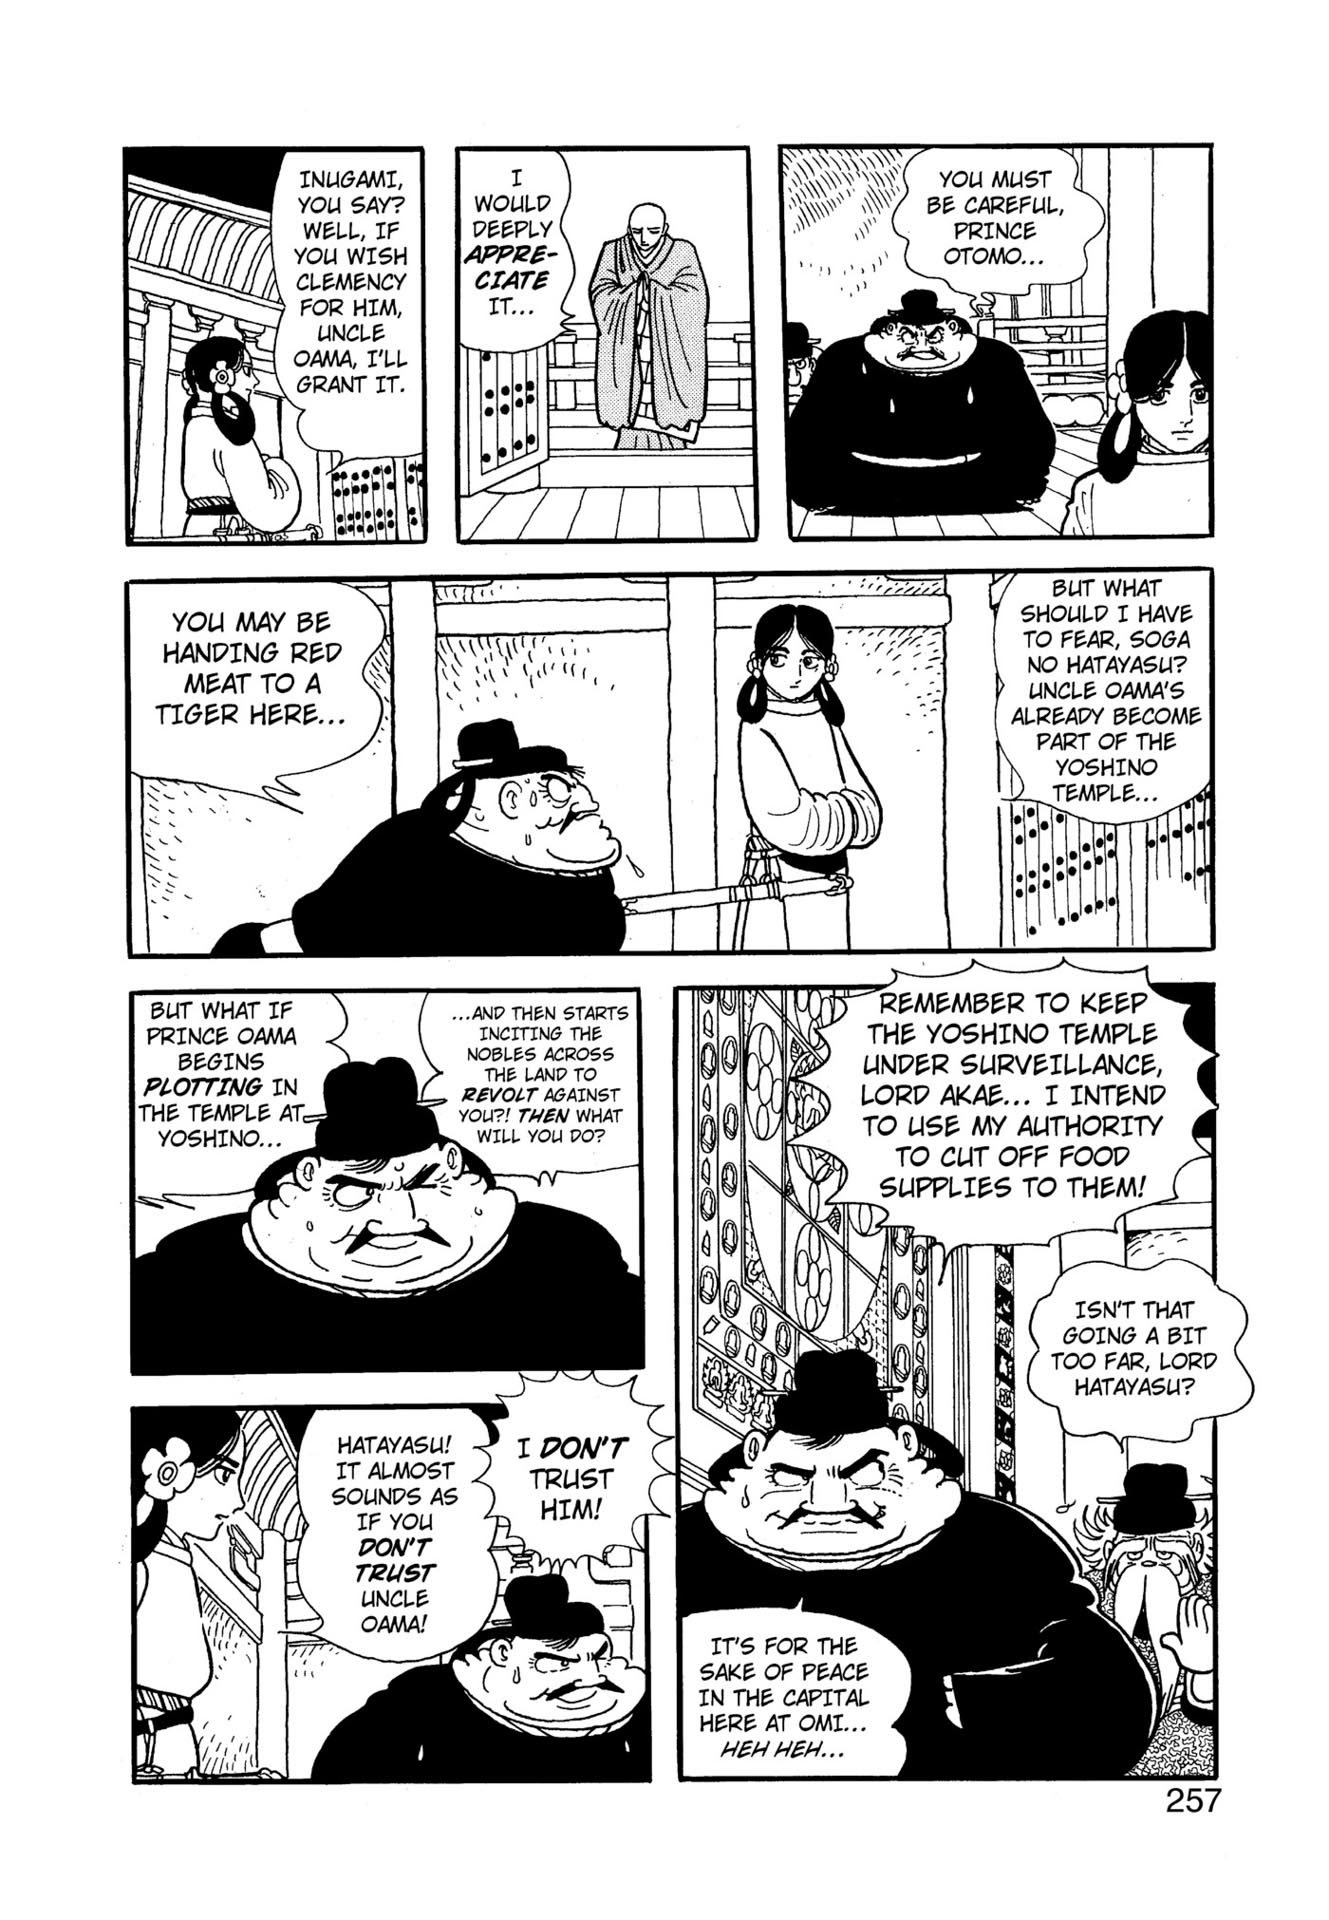 INUGAMI,
YOU SAY?
WELL, IF
YOU WISH
CLEMENCY
FOR HIM,
UNCLE
OAMA, I'LL
GRANT IT.
I
WOULD
DEEPLY
APPRE-
CIATE
IT...
YOU MUST
BE CAREFUL,
PRINCE
OTOMO...
YOU MAY BE
HANDING RED
MEAT TO A
TIGER HERE...
BUT WHAT
SHOULD I HAVE
TO FEAR, SOGA
NO HATAYASU?
UNCLE OAMA'S
ALREADY BECOME
PART OF THE
YOSHINO
TEMPLE...
BUT WHAT IF
PRINCE OAMA
BEGINS
PLOTTING IN
THE TEMPLE AT
YOSHINO...
...AND THEN STARTS
INCITING THE
NOBLES ACROSS
THE LAND TO
REVOLT AGAINST
YOU?! THEN WHAT
WILL YOU DO?
HATAYASU!
IT ALMOST
SOUNDS AS
IF YOU
DON'T
TRUST
UNCLE
OAMA!
I DON'T
TRUST
HIM!
REMEMBER TO KEEP
THE YOSHINO TEMPLE
UNDER SURVEILLANCE,
LORD AKAE... I INTEND
TO USE MY AUTHORITY
TO CUT OFF FOOD
SUPPLIES TO THEM!
ISN'T THAT
GOING A BIT
TOO FAR, LORD
HATAYASU?
IT'S FOR THE
SAKE OF PEACE
IN THE CAPITAL
HERE AT OMI...
HEH HEH...
257